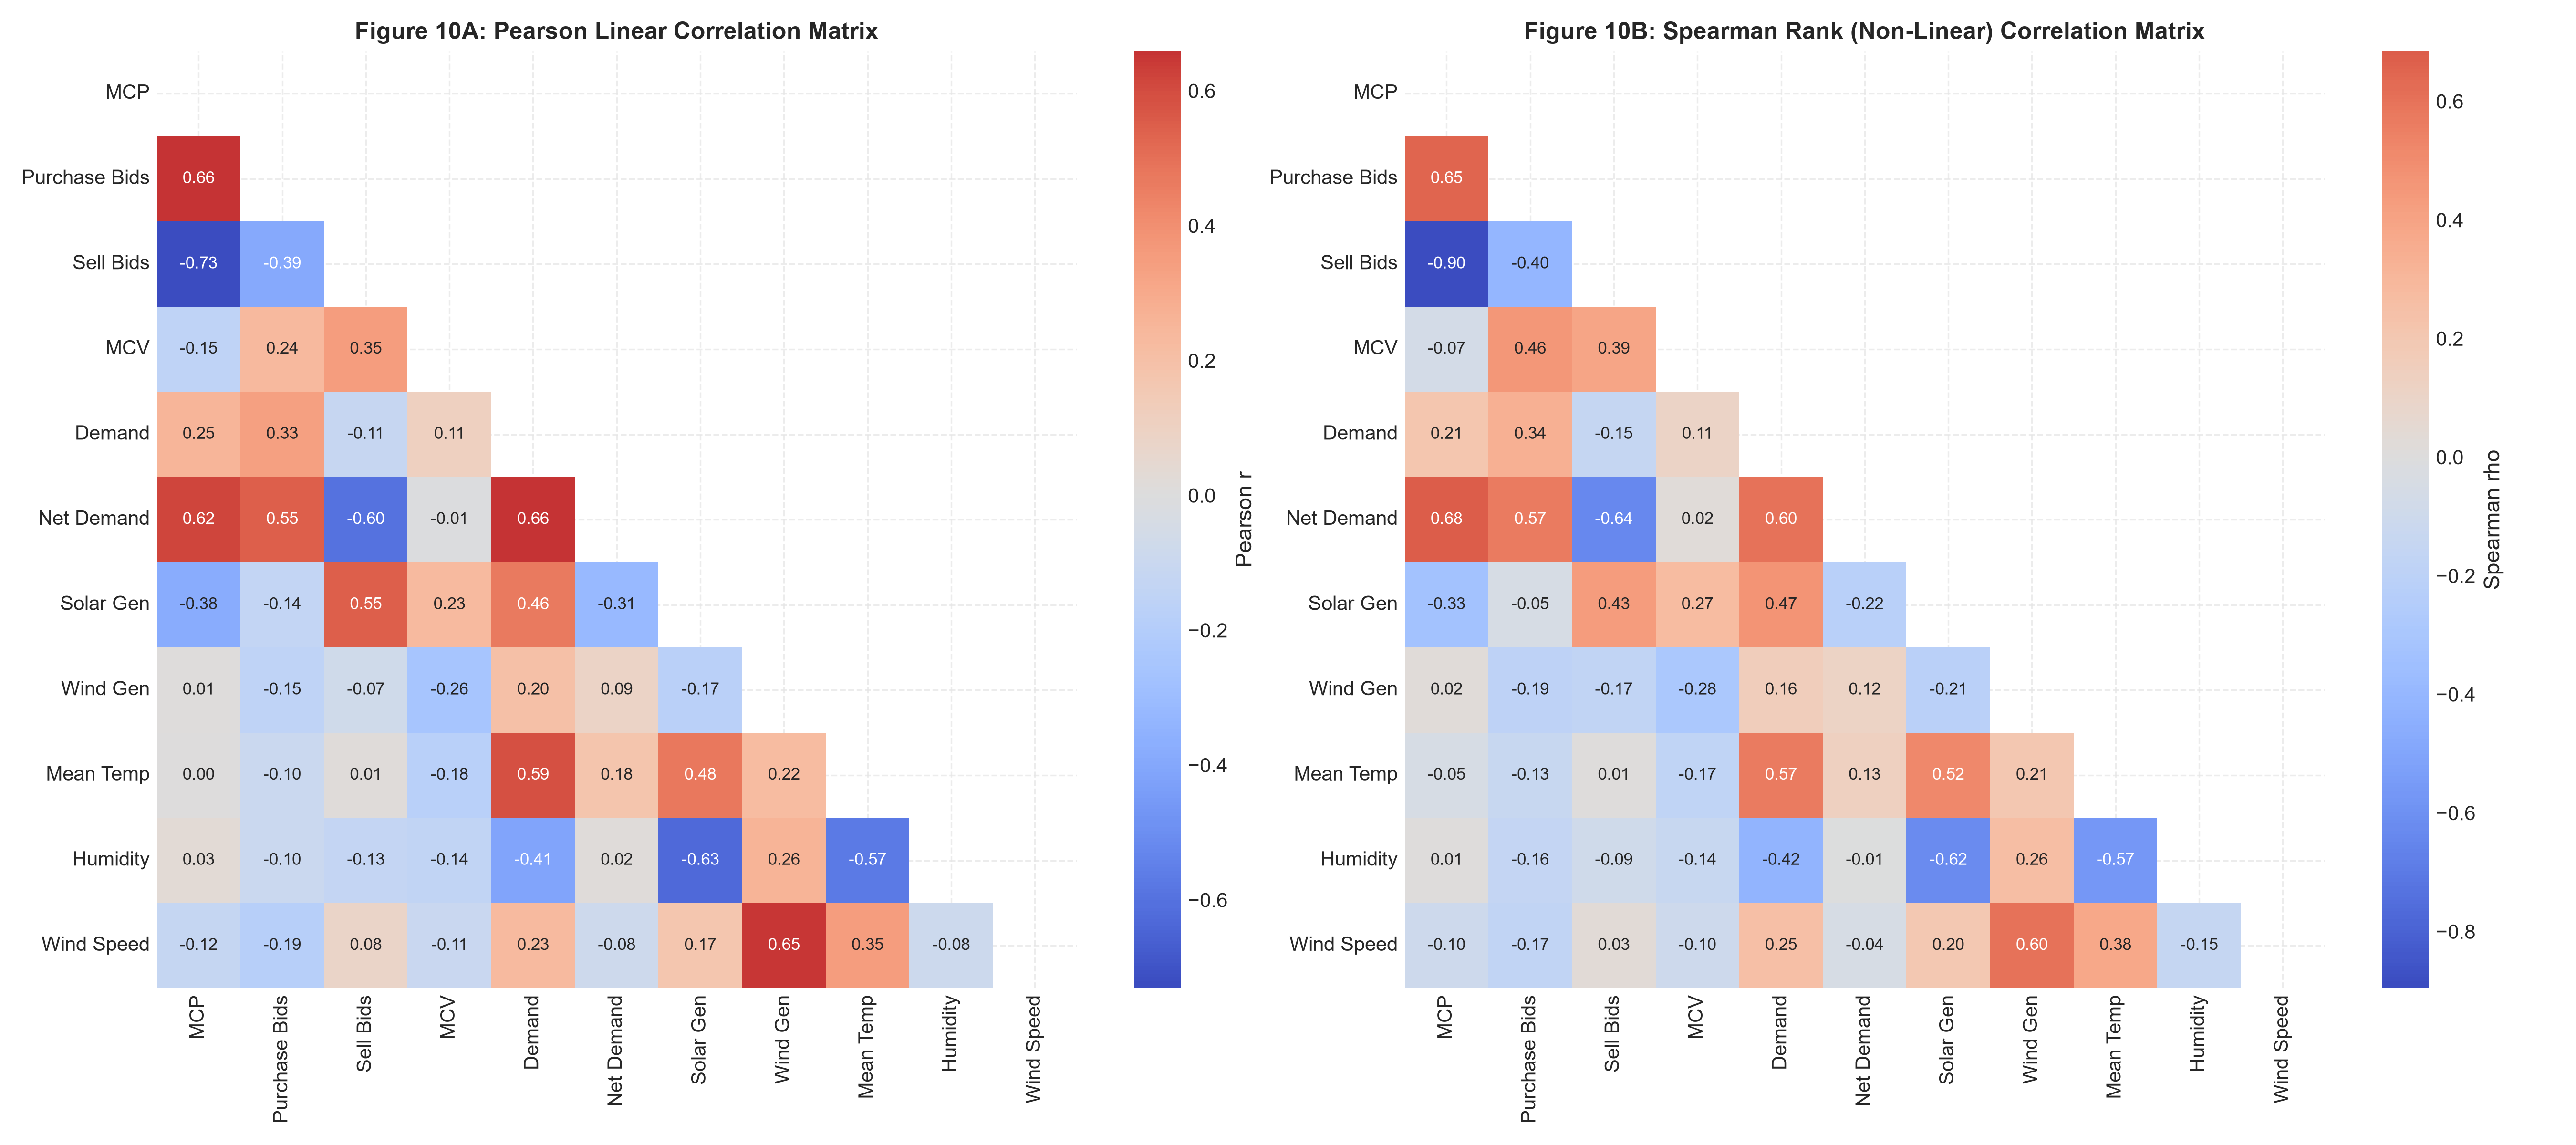 Figure 10A: Pearson Linear Correlation Matrix
MCP
Purchase Bids 0.66
Sell Bids -0.73 -0.39
MCV -0.15 0.24 0.35
Demand 0.25 0.33 -0.11 0.11
Net Demand 0.62 0.55 -0.60 -0.01 0.66
Solar Gen -0.38 -0.14 0.55 0.23 0.46 -0.31
Wind Gen 0.01 -0.15 -0.07 -0.26 0.20 0.09 -0.17
Mean Temp 0.00 -0.10 0.01 -0.18 0.59 0.18 0.48 0.22
Humidity 0.03 -0.10 -0.13 -0.14 -0.41 0.02 -0.63 0.26 -0.57
Wind Speed -0.12 -0.19 0.08 -0.11 0.23 -0.08 0.17 0.65 0.35 -0.08
MCP Purchase Bids Sell Bids MCV Demand Net Demand Solar Gen Wind Gen Mean Temp Humidity Wind Speed
0.6
0.4
0.2
0.0
−0.2
−0.4
−0.6
Pearson r
Figure 10B: Spearman Rank (Non-Linear) Correlation Matrix
MCP
Purchase Bids 0.65
Sell Bids -0.90 -0.40
MCV -0.07 0.46 0.39
Demand 0.21 0.34 -0.15 0.11
Net Demand 0.68 0.57 -0.64 0.02 0.60
Solar Gen -0.33 -0.05 0.43 0.27 0.47 -0.22
Wind Gen 0.02 -0.19 -0.17 -0.28 0.16 0.12 -0.21
Mean Temp -0.05 -0.13 0.01 -0.17 0.57 0.13 0.52 0.21
Humidity 0.01 -0.16 -0.09 -0.14 -0.42 -0.01 -0.62 0.26 -0.57
Wind Speed -0.10 -0.17 0.03 -0.10 0.25 -0.04 0.20 0.60 0.38 -0.15
MCP Purchase Bids Sell Bids MCV Demand Net Demand Solar Gen Wind Gen Mean Temp Humidity Wind Speed
0.6
0.4
0.2
0.0
−0.2
−0.4
−0.6
−0.8
Spearman rho